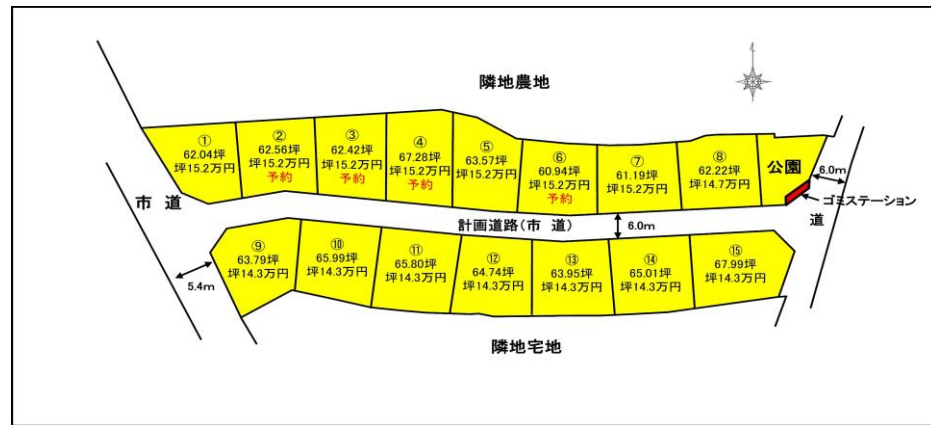 隣地農地
①
62.04坪
坪15.2万円
②
62.56坪
坪15.2万円
予約
③
62.42坪
坪15.2万円
予約
④
67.28坪
坪15.2万円
予約
⑤
63.57坪
坪15.2万円
⑥
60.94坪
坪15.2万円
予約
⑦
61.19坪
坪15.2万円
⑧
62.22坪
坪14.7万円
公園
6.0m
ゴミステーション
市 道
道
計画道路(市 道)
6.0m
⑨
63.79坪
坪14.3万円
⑩
65.99坪
坪14.3万円
⑪
65.80坪
坪14.3万円
⑫
64.74坪
坪14.3万円
⑬
63.95坪
坪14.3万円
⑭
65.01坪
坪14.3万円
⑮
67.99坪
坪14.3万円
5.4m
隣地宅地